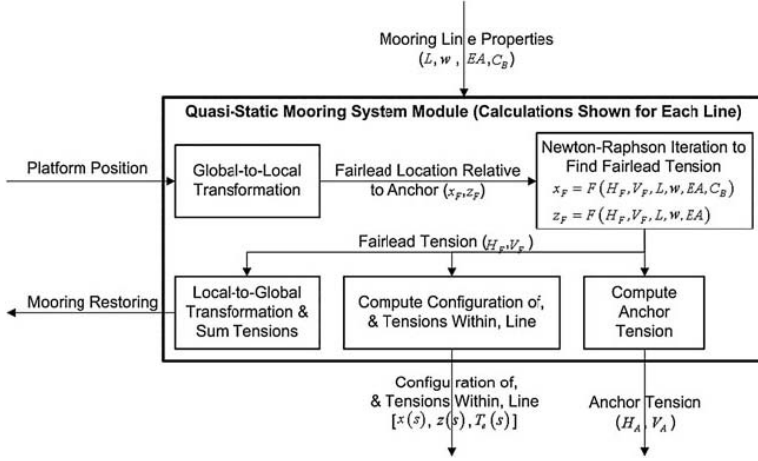 Mooring Line Properties
(L, w, EA, C_B)
Quasi-Static Mooring System Module (Calculations Shown for Each Line)
Platform Position
Global-to-Local
Transformation
Fairlead Location Relative
to Anchor (x_F,z_F)
Newton-Raphson Iteration to
Find Fairlead Tension
x_F = F(H_F,V_F,L,w,EA,C_B)
z_F = F(H_F,V_F,L,w,EA)
Fairlead Tension (H_F,V_F)
Mooring Restoring
Local-to-Global
Transformation &
Sum Tensions
Compute Configuration of,
& Tensions Within, Line
Compute
Anchor
Tension
Configuration of,
& Tensions Within, Line
[x(s), z(s), T_e(s)]
Anchor Tension
(H_A, V_A)